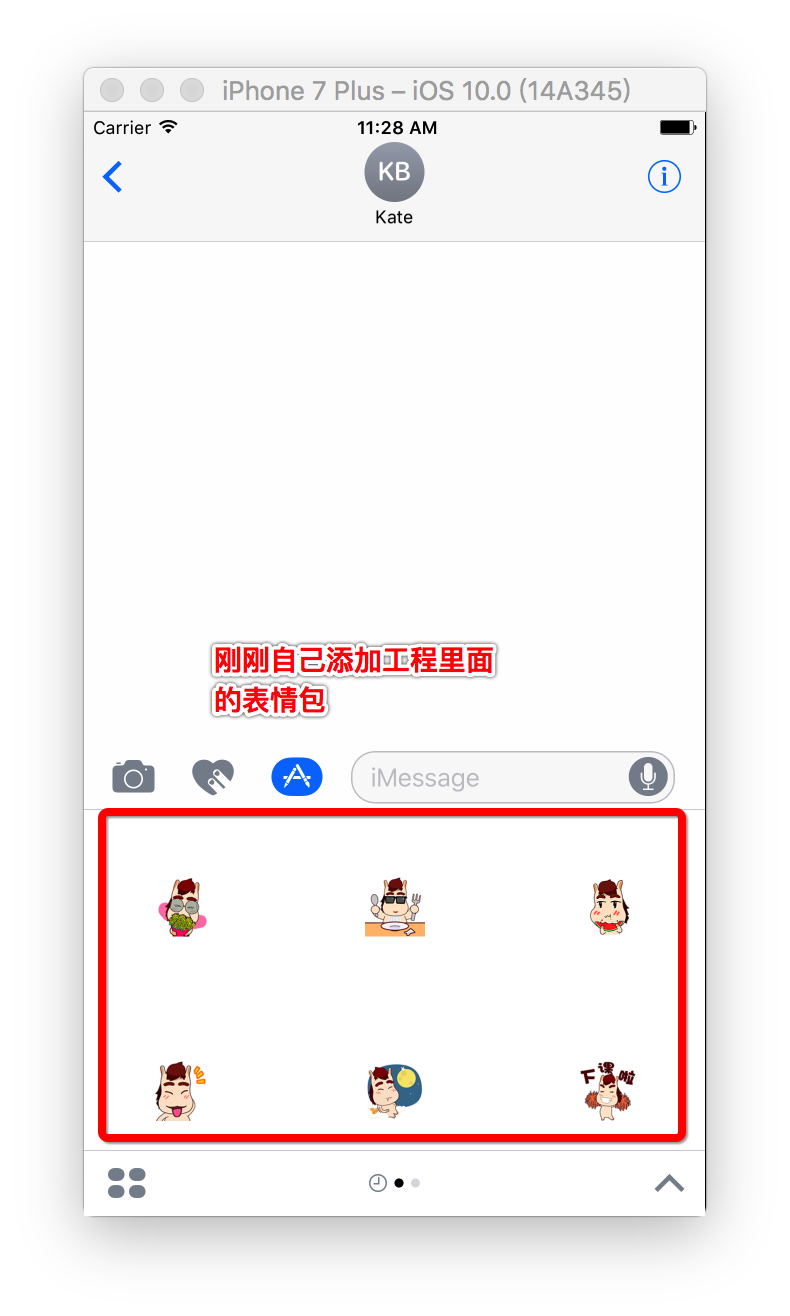 iPhone 7 Plus – iOS 10.0 (14A345)
Carrier
11:28 AM
KB
Kate
刚刚自己添加工程里面
的表情包
iMessage
下课啦